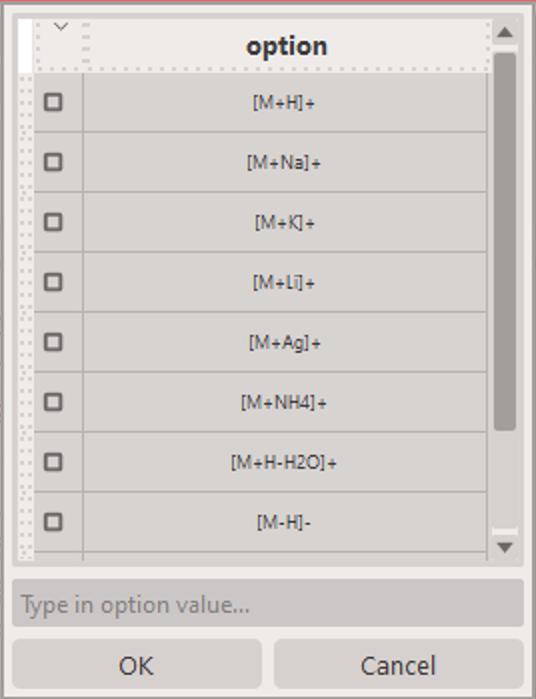 option
[M+H]+
[M+Na]+
[M+K]+
[M+Li]+
[M+Ag]+
[M+NH4]+
[M+H-H2O]+
[M-H]-
Type in option value...
OK
Cancel